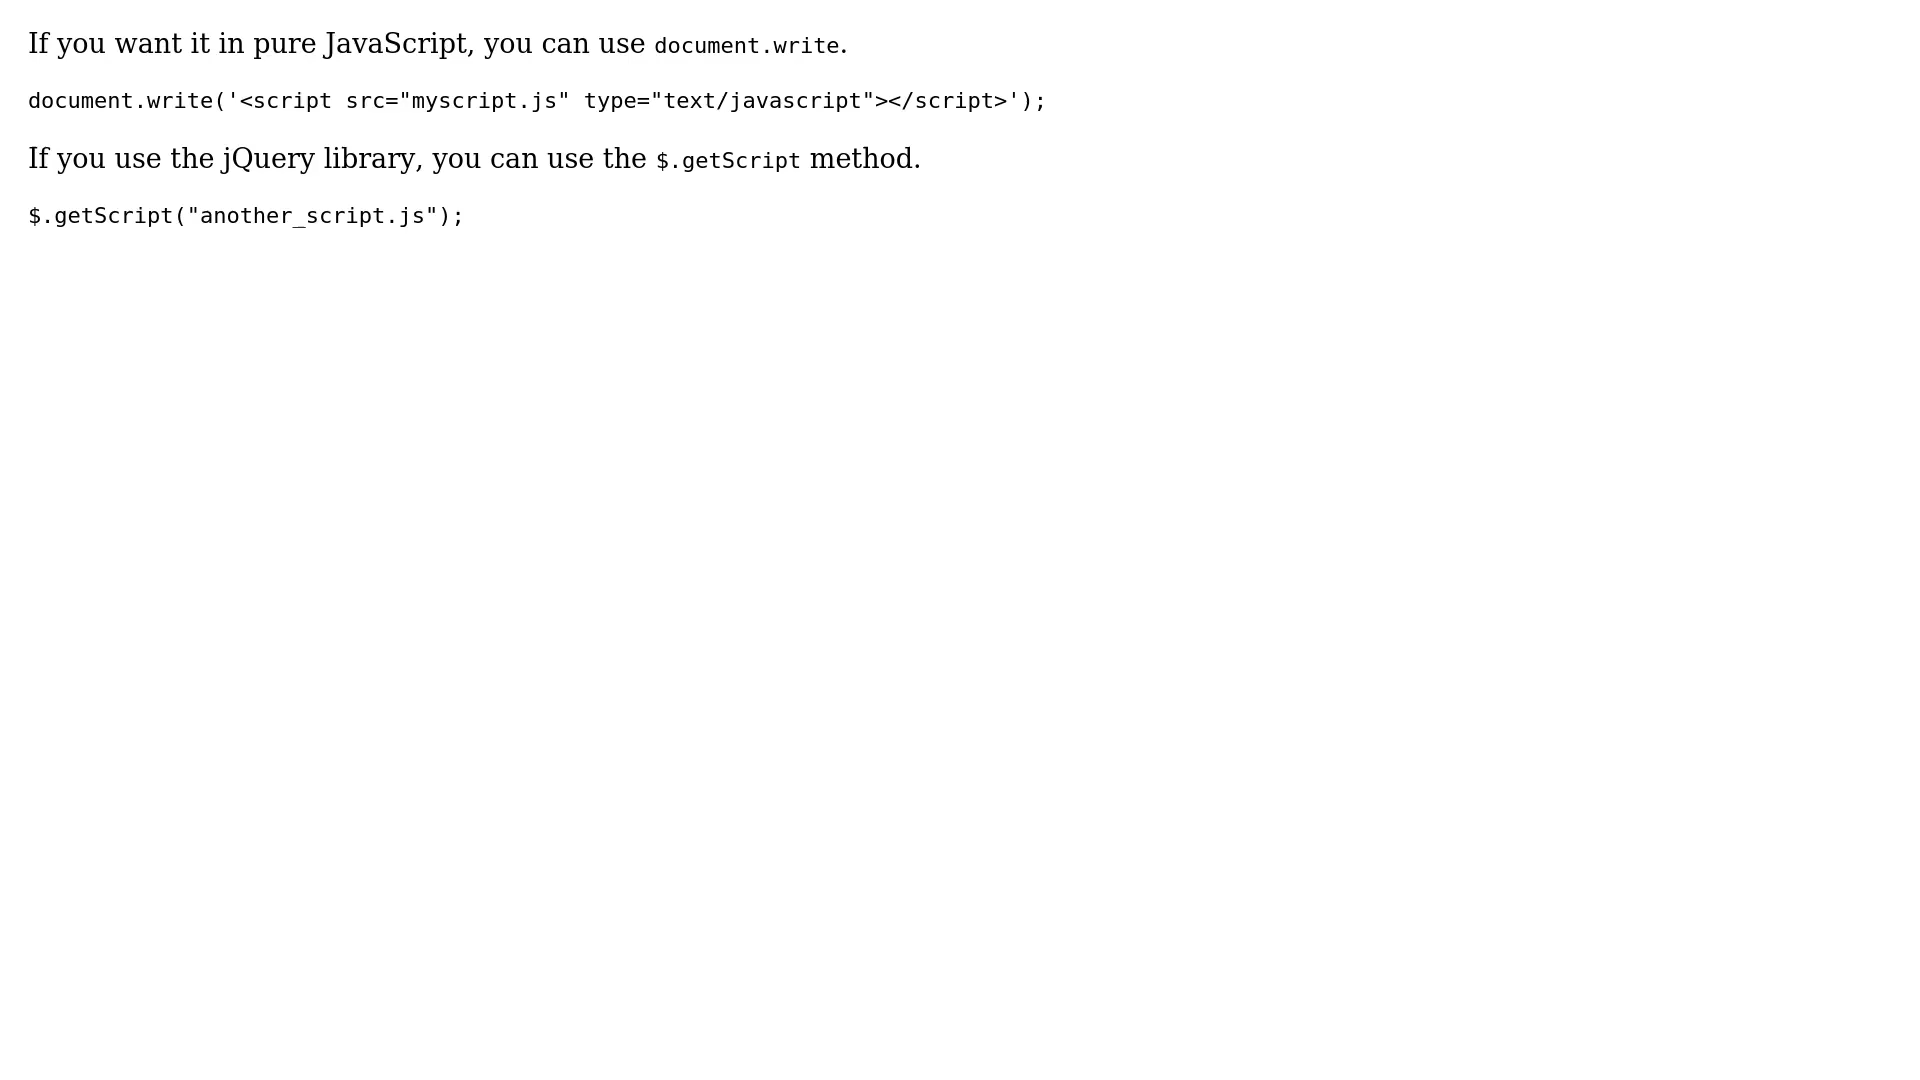 If you want it in pure JavaScript, you can use document.write.
document.write('<script src="myscript.js" type="text/javascript"></script>');
If you use the jQuery library, you can use the $.getScript method.
$.getScript("another_script.js");